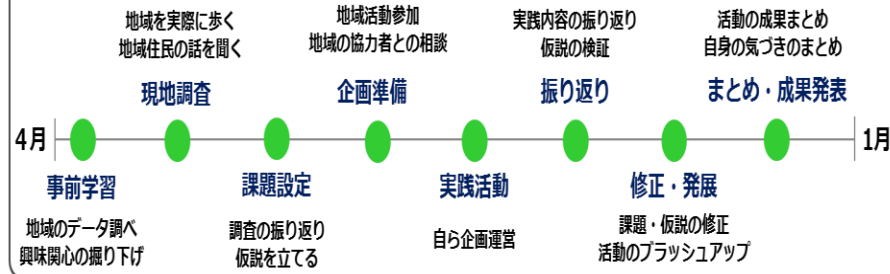 地域を実際に歩く
地域住民の話を聞く
現地調査
地域活動参加
地域の協力者との相談
企画準備
実践内容の振り返り
仮説の検証
振り返り
活動の成果まとめ
自身の気づきのまとめ
まとめ・成果発表
4月
1月
事前学習
地域のデータ調べ
興味関心の掘り下げ
課題設定
調査の振り返り
仮説を立てる
実践活動
自ら企画運営
修正・発展
課題・仮説の修正
活動のブラッシュアップ